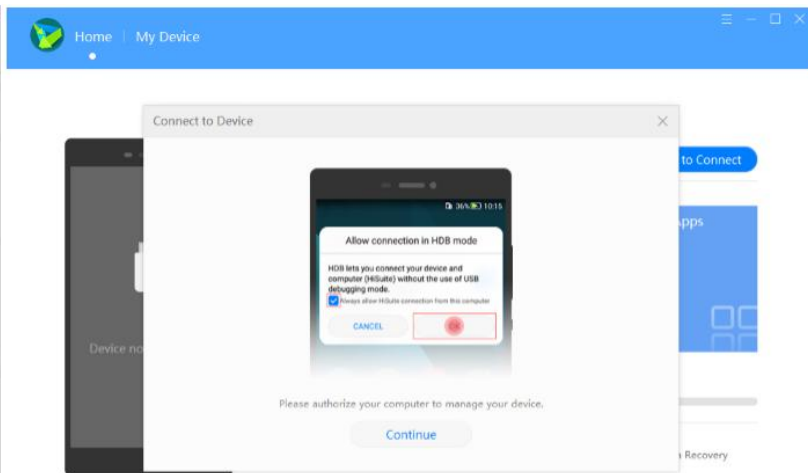 Home | My Device
Connect to Device
to Connect
36% 10:15
Apps
Allow connection in HDB mode
HDB lets you connect your device and
computer (HiSuite) without the use of USB
debugging mode.
Always allow HiSuite connection from this computer
CANCEL
OK
Device no
Please authorize your computer to manage your device.
Continue
Recovery